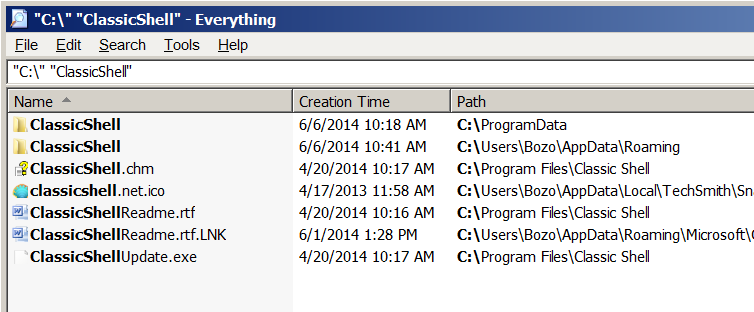 "C:\" "ClassicShell" - Everything
File Edit Search Tools Help
"C:\" "ClassicShell"
Name Creation Time Path
ClassicShell 6/6/2014 10:18 AM C:\ProgramData
ClassicShell 6/6/2014 10:41 AM C:\Users\Bozo\AppData\Roaming
ClassicShell.chm 4/20/2014 10:17 AM C:\Program Files\Classic Shell
classicshell.net.ico 4/17/2013 11:58 AM C:\Users\Bozo\AppData\Local\TechSmith\Sna
ClassicShellReadme.rtf 4/20/2014 10:16 AM C:\Program Files\Classic Shell
ClassicShellReadme.rtf.LNK 6/1/2014 1:28 PM C:\Users\Bozo\AppData\Roaming\Microsoft\
ClassicShellUpdate.exe 4/20/2014 10:17 AM C:\Program Files\Classic Shell